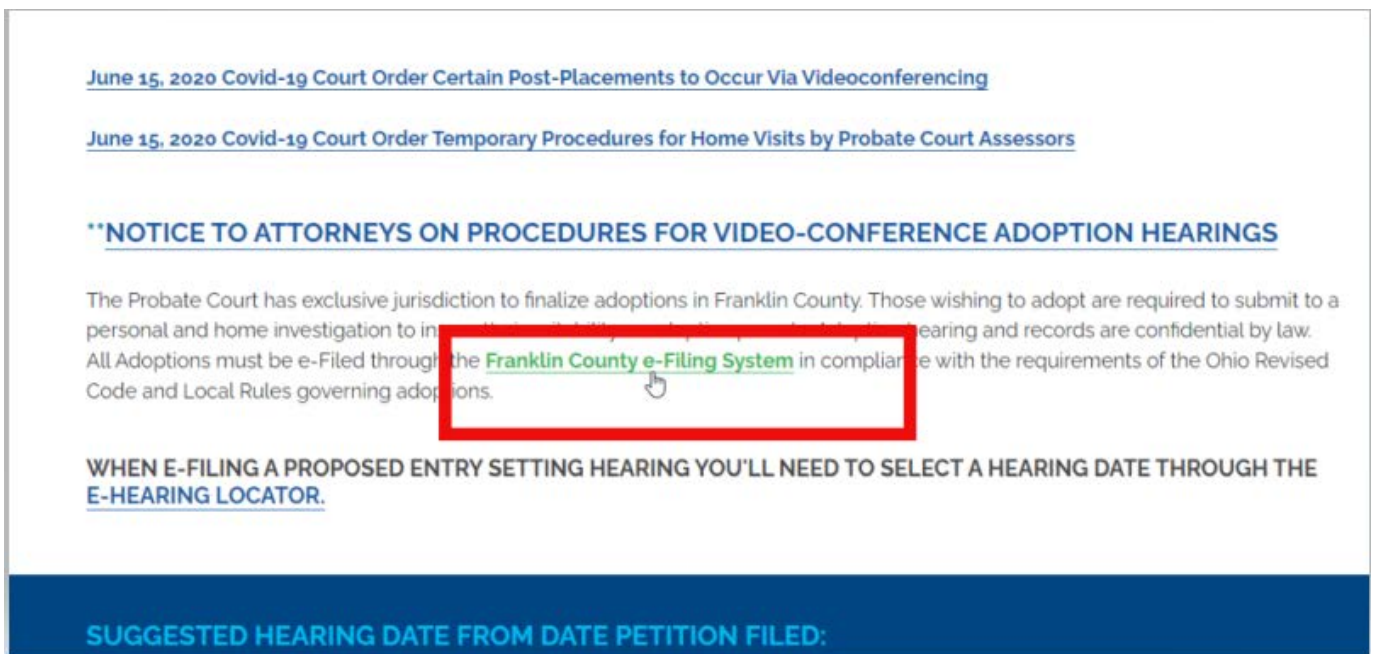 June 15, 2020 Covid-19 Court Order Certain Post-Placements to Occur Via Videoconferencing
June 15, 2020 Covid-19 Court Order Temporary Procedures for Home Visits by Probate Court Assessors
**NOTICE TO ATTORNEYS ON PROCEDURES FOR VIDEO-CONFERENCE ADOPTION HEARINGS
The Probate Court has exclusive jurisdiction to finalize adoptions in Franklin County. Those wishing to adopt are required to submit to a
personal and home investigation to hearing and records are confidential by law.
All Adoptions must be e-Filed through the Franklin County e-Filing System in compliance with the requirements of the Ohio Revised
Code and Local Rules governing adoptions.
WHEN E-FILING A PROPOSED ENTRY SETTING HEARING YOU'LL NEED TO SELECT A HEARING DATE THROUGH THE
E-HEARING LOCATOR.
SUGGESTED HEARING DATE FROM DATE PETITION FILED: